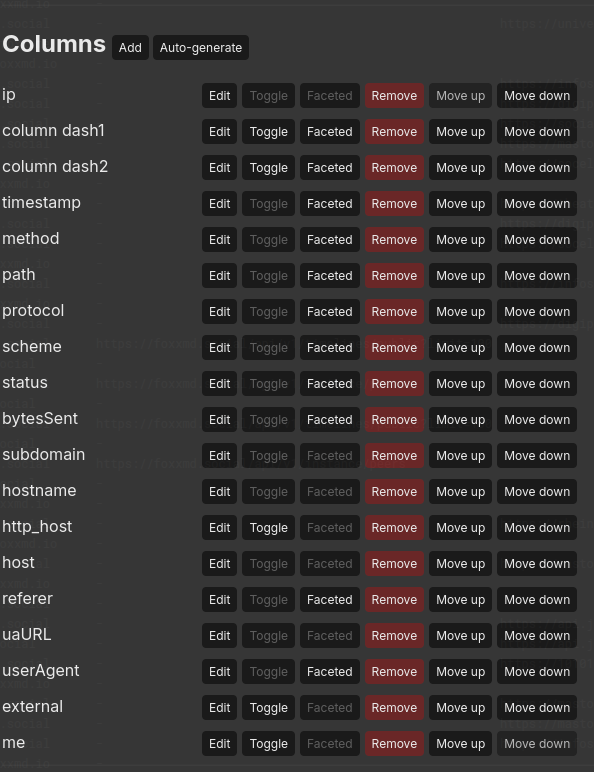 Columns Add Auto-generate
ip Edit Toggle Faceted Remove Move up Move down
column dash1 Edit Toggle Faceted Remove Move up Move down
column dash2 Edit Toggle Faceted Remove Move up Move down
timestamp Edit Toggle Faceted Remove Move up Move down
method Edit Toggle Faceted Remove Move up Move down
path Edit Toggle Faceted Remove Move up Move down
protocol Edit Toggle Faceted Remove Move up Move down
scheme Edit Toggle Faceted Remove Move up Move down
status Edit Toggle Faceted Remove Move up Move down
bytesSent Edit Toggle Faceted Remove Move up Move down
subdomain Edit Toggle Faceted Remove Move up Move down
hostname Edit Toggle Faceted Remove Move up Move down
http_host Edit Toggle Faceted Remove Move up Move down
host Edit Toggle Faceted Remove Move up Move down
referer Edit Toggle Faceted Remove Move up Move down
uaURL Edit Toggle Faceted Remove Move up Move down
userAgent Edit Toggle Faceted Remove Move up Move down
external Edit Toggle Faceted Remove Move up Move down
me Edit Toggle Faceted Remove Move up Move down